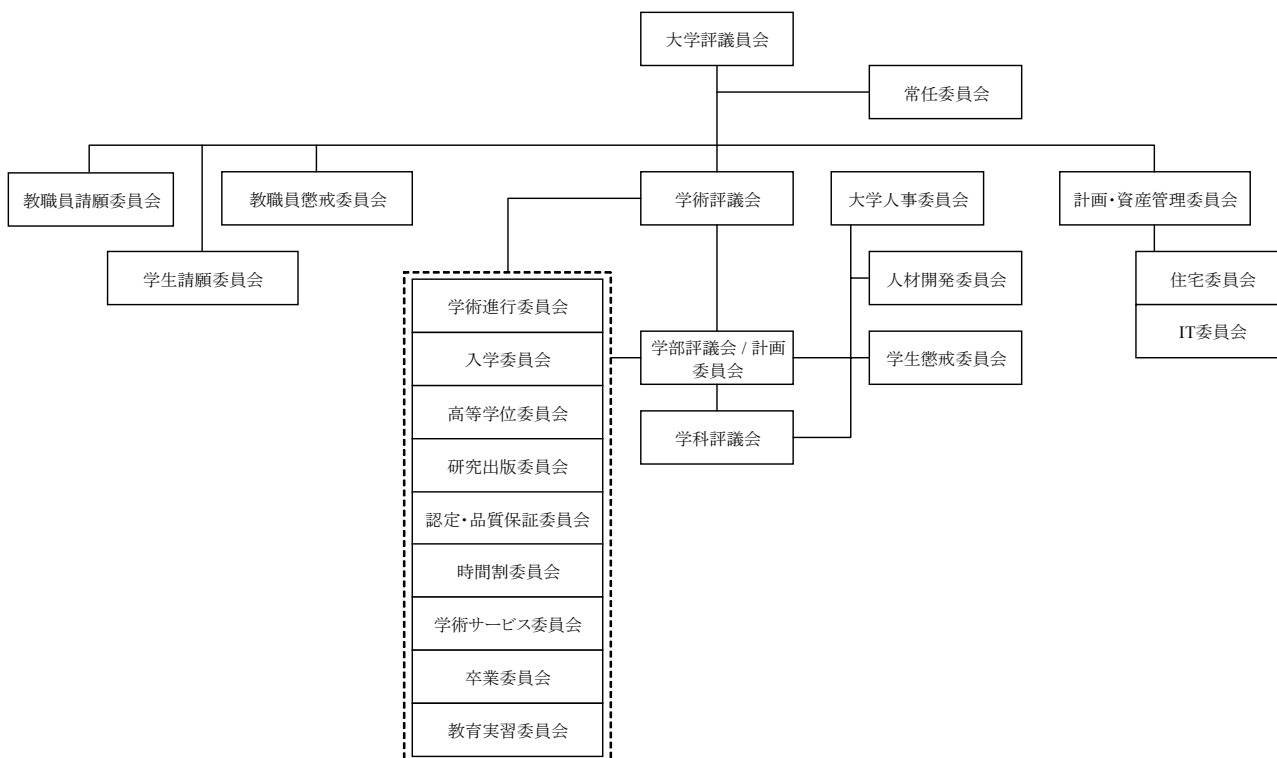 大学評議員会
常任委員会
教職員請願委員会
教職員懲戒委員会
学術評議会
大学人事委員会
計画・資産管理委員会
学生請願委員会
人材開発委員会
住宅委員会
学術進行委員会
IT委員会
入学委員会
学部評議会 / 計画
委員会
学生懲戒委員会
高等学位委員会
学科評議会
研究出版委員会
認定・品質保証委員会
時間割委員会
学術サービス委員会
卒業委員会
教育実習委員会